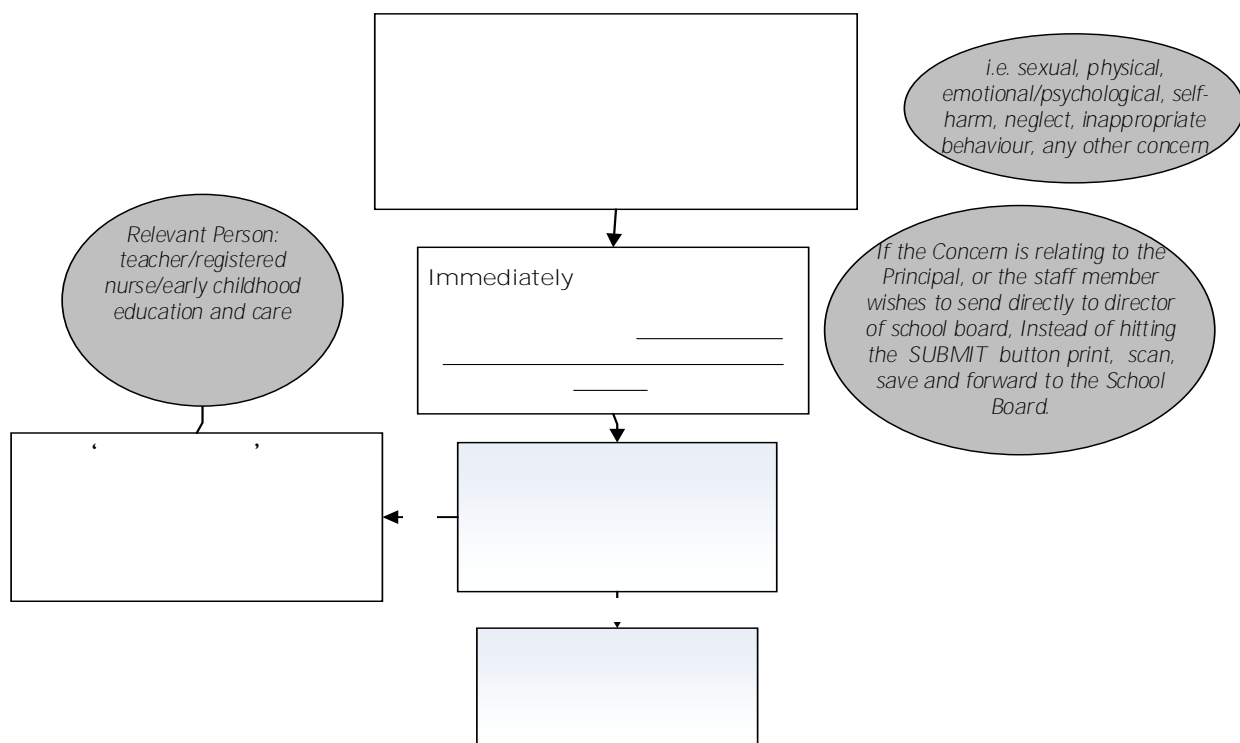 i.e. sexual, physical,
emotional/psychological, self-
harm, neglect, inappropriate
behaviour, any other concern
Relevant Person:
teacher/registered
nurse/early childhood
education and care
Immediately
If the Concern is relating to the
Principal, or the staff member
wishes to send directly to director
of school board, Instead of hitting
the SUBMIT button print, scan,
save and forward to the School
Board.
‘ ’